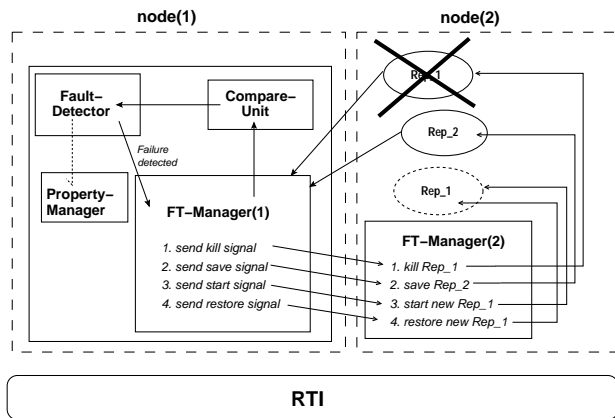 node(1)
node(2)
Fault–
Detector
Compare–
Unit
Rep_1
Failure
detected
Rep_2
Property–
Manager
Rep_1
FT–Manager(1)
1. send kill signal
2. send save signal
3. send start signal
4. send restore signal
FT–Manager(2)
1. kill Rep_1
2. save Rep_2
3. start new Rep_1
4. restore new Rep_1
RTI